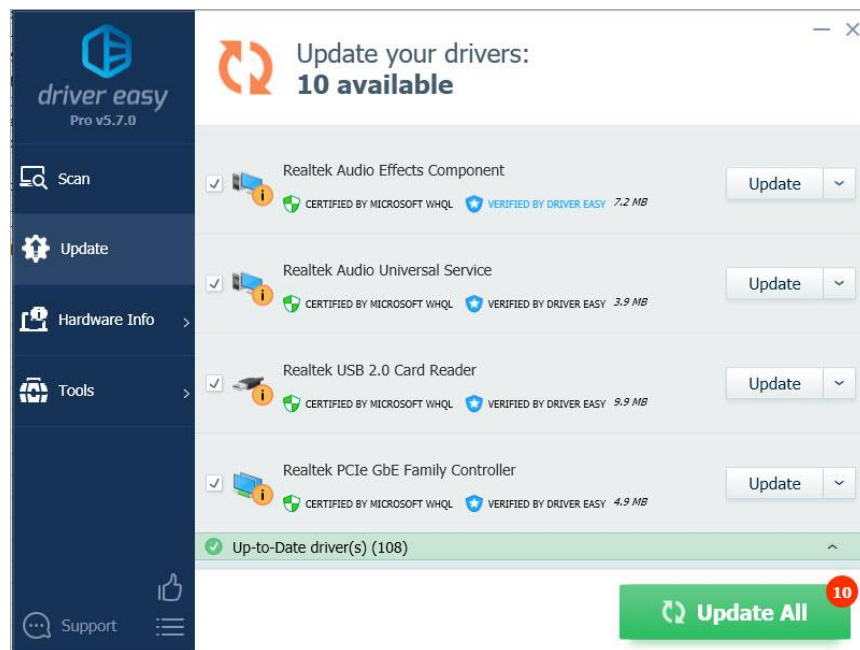 driver easy
Pro v5.7.0
Scan
Update
Hardware Info
Tools
Support
Update your drivers:
10 available
Realtek Audio Effects Component
CERTIFIED BY MICROSOFT WHQL VERIFIED BY DRIVER EASY 7.2 MB
Update
Realtek Audio Universal Service
CERTIFIED BY MICROSOFT WHQL VERIFIED BY DRIVER EASY 3.9 MB
Update
Realtek USB 2.0 Card Reader
CERTIFIED BY MICROSOFT WHQL VERIFIED BY DRIVER EASY 9.9 MB
Update
Realtek PCIe GbE Family Controller
CERTIFIED BY MICROSOFT WHQL VERIFIED BY DRIVER EASY 4.9 MB
Update
Up-to-Date driver(s) (108)
Update All
10